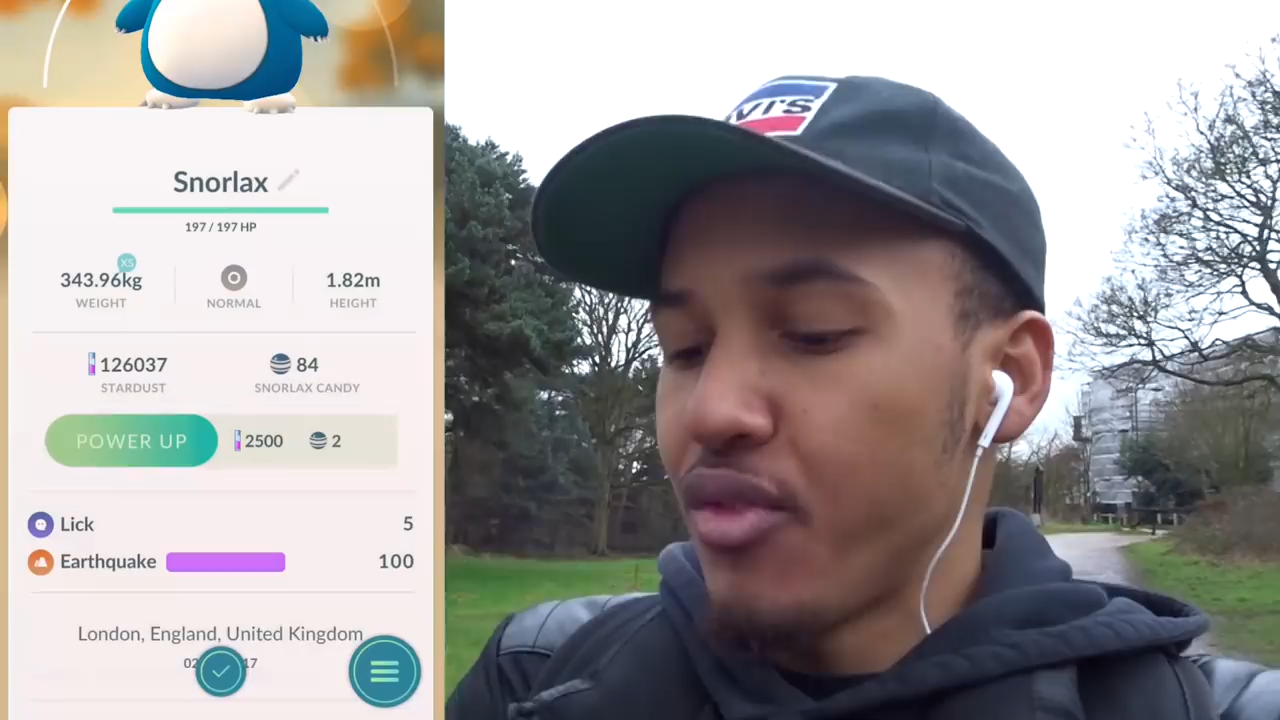 Snorlax
197 / 197 HP
XS
343.96kg
WEIGHT
NORMAL
1.82m
HEIGHT
126037
STARDUST
84
SNORLAX CANDY
POWER UP
2500
2
Lick
5
Earthquake
100
London, England, United Kingdom